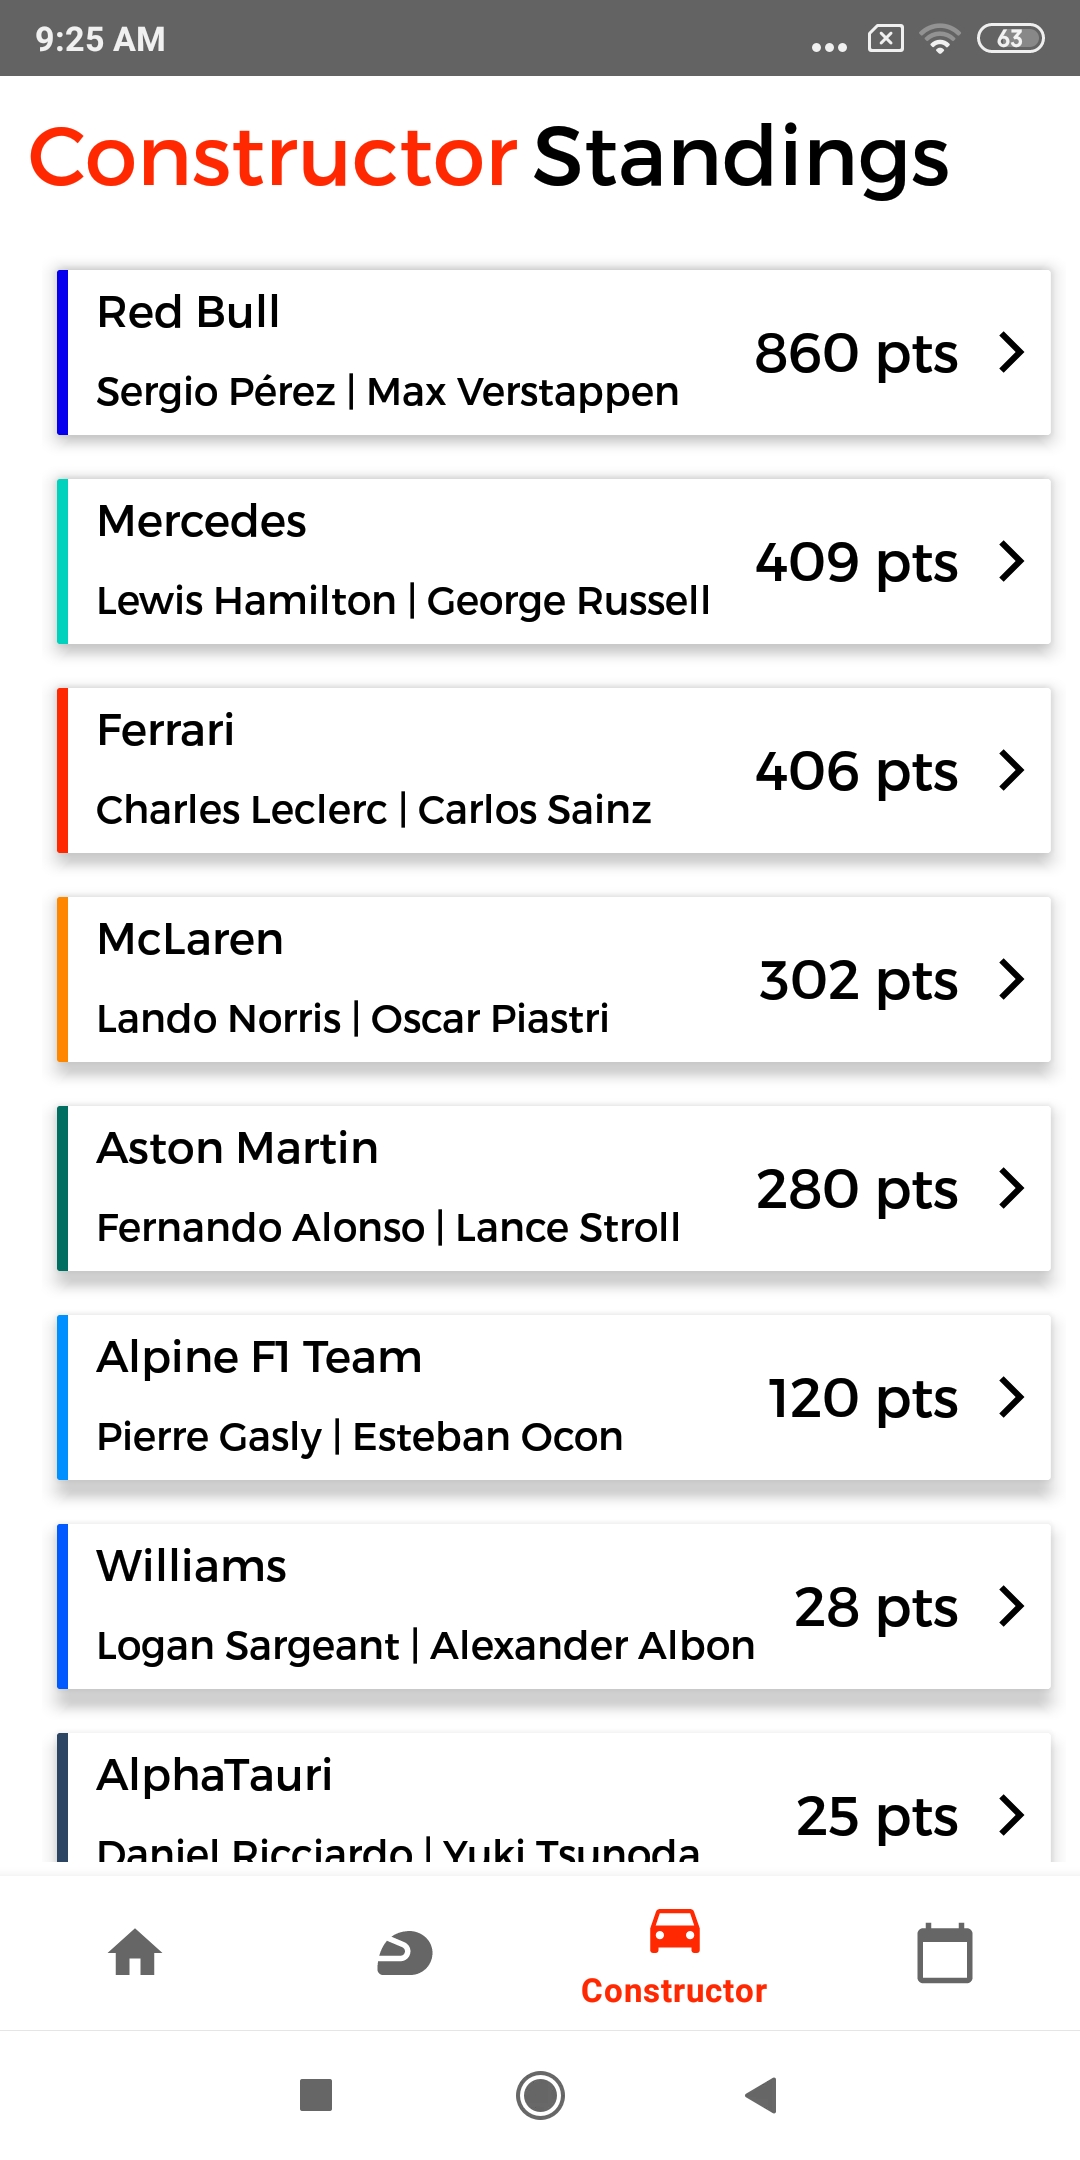 9:25 AM
63
Constructor Standings
Red Bull
860 pts
Sergio Pérez | Max Verstappen
Mercedes
409 pts
Lewis Hamilton | George Russell
Ferrari
406 pts
Charles Leclerc | Carlos Sainz
McLaren
302 pts
Lando Norris | Oscar Piastri
Aston Martin
280 pts
Fernando Alonso | Lance Stroll
Alpine F1 Team
120 pts
Pierre Gasly | Esteban Ocon
Williams
28 pts
Logan Sargeant | Alexander Albon
AlphaTauri
25 pts
Daniel Ricciardo | Yuki Tsunoda
Constructor